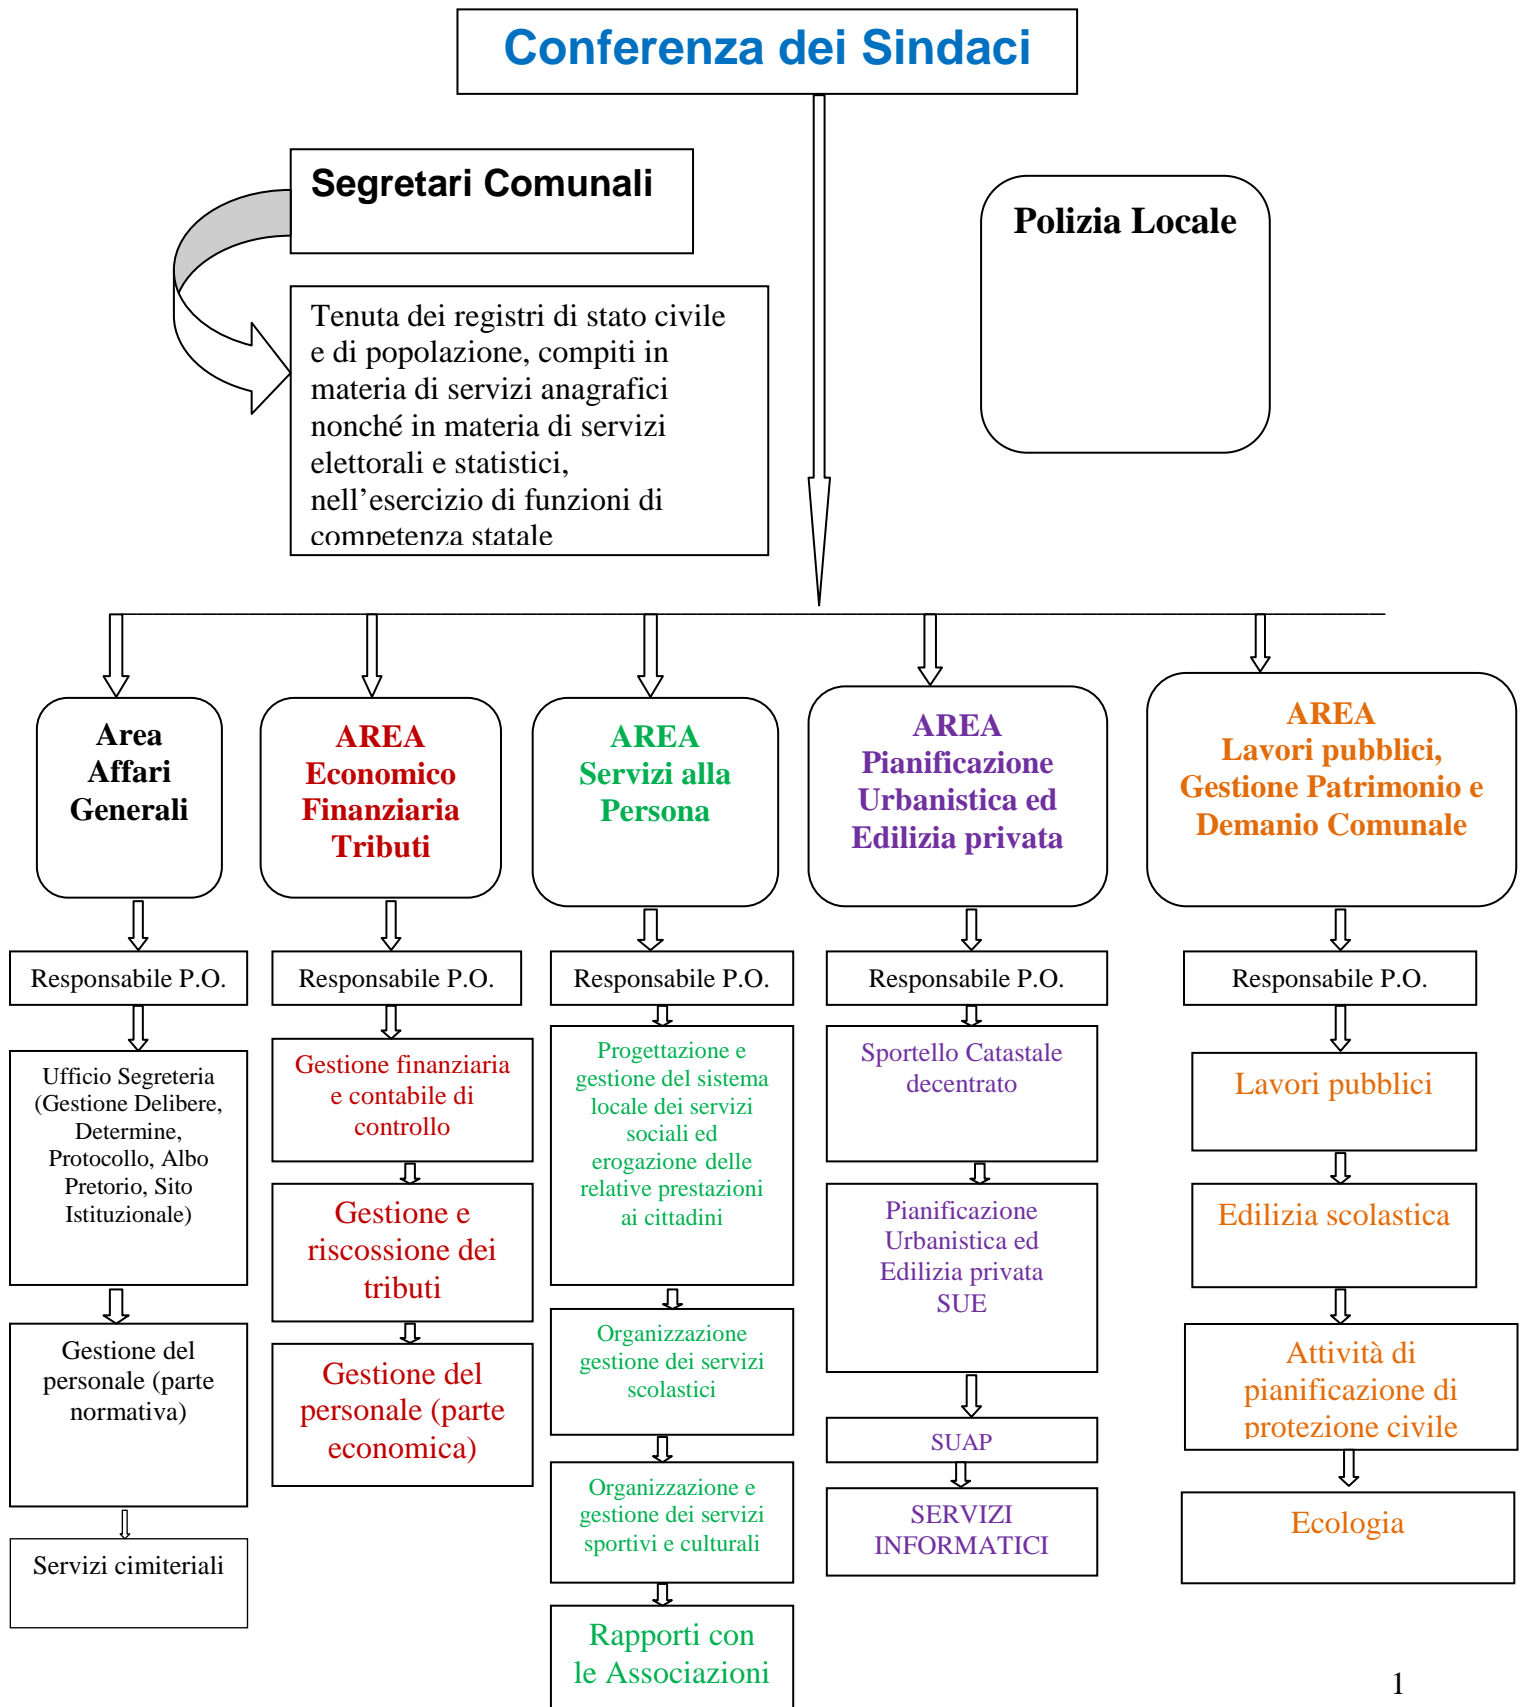 Conferenza dei Sindaci
Segretari Comunali
Polizia Locale
Tenuta dei registri di stato civile
e di popolazione, compiti in
materia di servizi anagrafici
nonché in materia di servizi
elettorali e statistici,
nell’esercizio di funzioni di
competenza statale
Area
Affari
Generali
AREA
Economico
Finanziaria
Tributi
AREA
Servizi alla
Persona
AREA
Pianificazione
Urbanistica ed
Edilizia privata
AREA
Lavori pubblici,
Gestione Patrimonio e
Demanio Comunale
Responsabile P.O.
Responsabile P.O.
Responsabile P.O.
Responsabile P.O.
Responsabile P.O.
Ufficio Segreteria
(Gestione Delibere,
Determine,
Protocollo, Albo
Pretorio, Sito
Istituzionale)
Gestione del
personale (parte
normativa)
Servizi cimiteriali
Gestione finanziaria
e contabile di
controllo
Gestione e
riscossione dei
tributi
Gestione del
personale (parte
economica)
Progettazione e
gestione del sistema
locale dei servizi
sociali ed
erogazione delle
relative prestazioni
ai cittadini
Organizzazione
gestione dei servizi
scolastici
Organizzazione e
gestione dei servizi
sportivi e culturali
Rapporti con
le Associazioni
Sportello Catastale
decentrato
Pianificazione
Urbanistica ed
Edilizia privata
SUE
SUAP
SERVIZI
INFORMATICI
Lavori pubblici
Edilizia scolastica
Attività di
pianificazione di
protezione civile
Ecologia
1